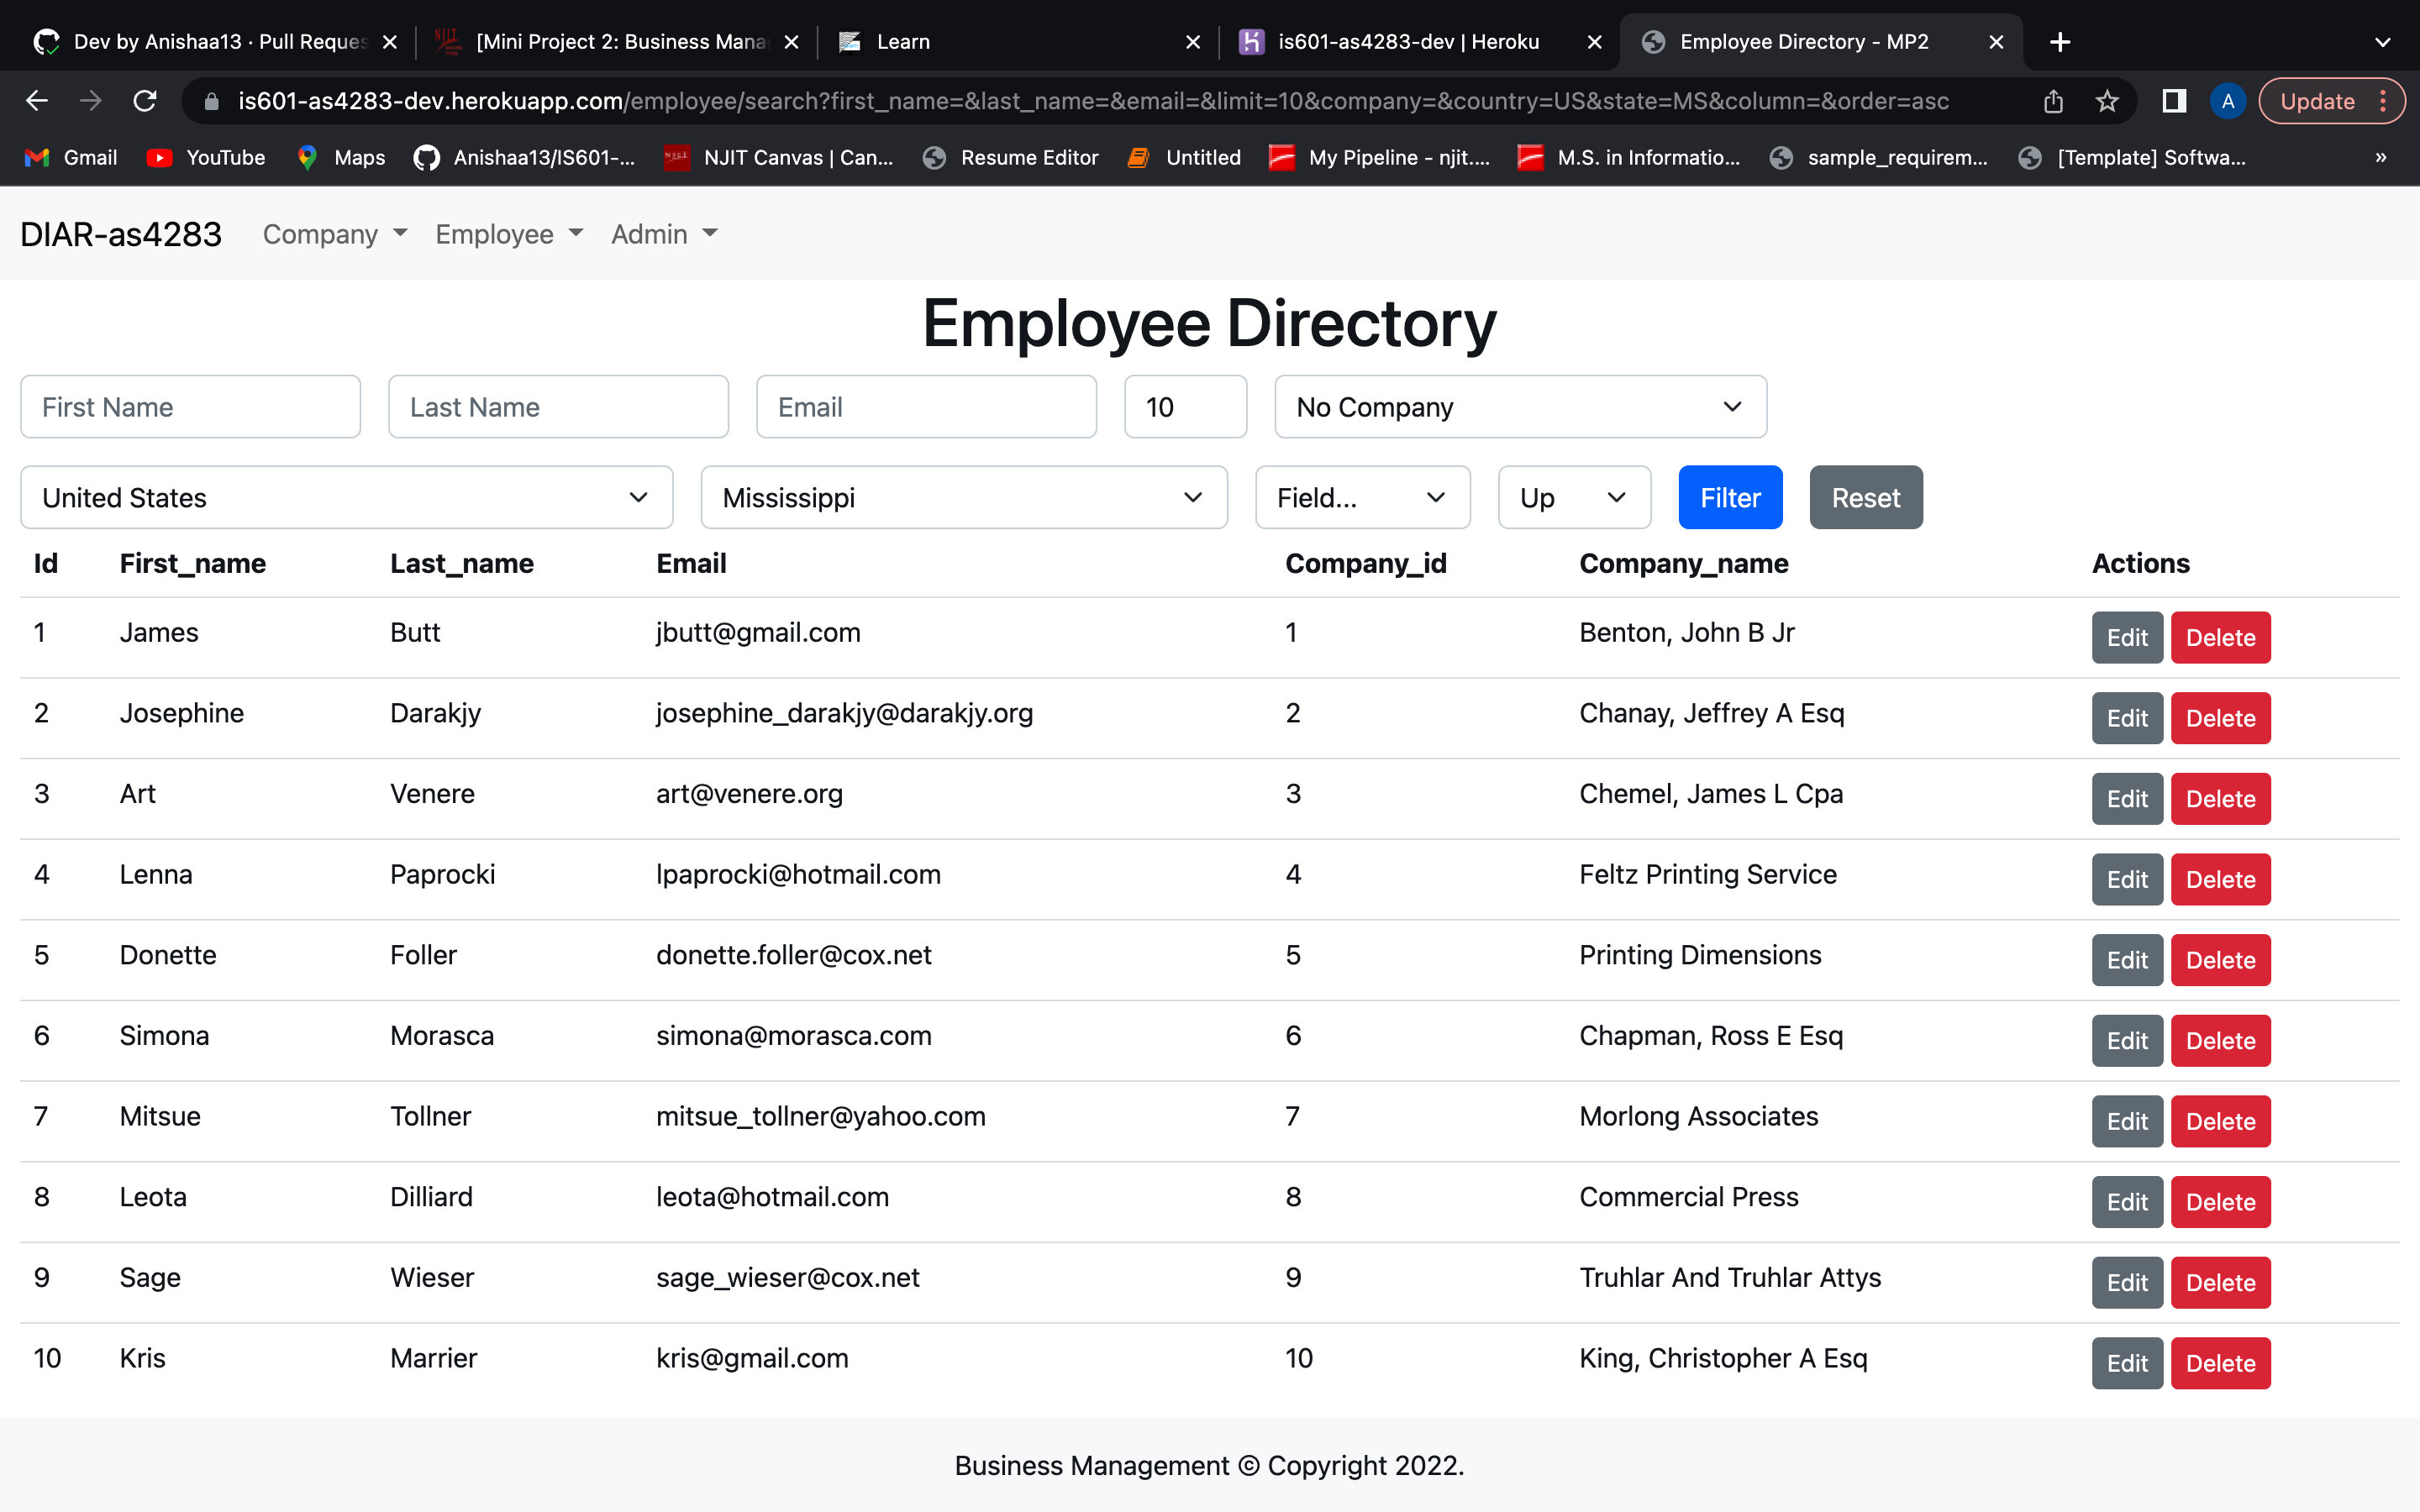 Dev by Anishaa13 · Pull Reques [Mini Project 2: Business Mana Learn is601-as4283-dev | Heroku Employee Directory - MP2
is601-as4283-dev.herokuapp.com/employee/search?first_name=&last_name=&email=&limit=10&company=&country=US&state=MS&column=&order=asc A Update
Gmail YouTube Maps Anishaa13/IS601-... NJIT Canvas | Can... Resume Editor Untitled My Pipeline - njit.... M.S. in Informatio... sample_requirem... [Template] Softwa... »
DIAR-as4283 Company Employee Admin
Employee Directory
First Name Last Name Email 10 No Company
United States Mississippi Field... Up Filter Reset
Id First_name Last_name Email Company_id Company_name Actions
1 James Butt jbutt@gmail.com 1 Benton, John B Jr Edit Delete
2 Josephine Darakjy josephine_darakjy@darakjy.org 2 Chanay, Jeffrey A Esq Edit Delete
3 Art Venere art@venere.org 3 Chemel, James L Cpa Edit Delete
4 Lenna Paprocki lpaprocki@hotmail.com 4 Feltz Printing Service Edit Delete
5 Donette Foller donette.foller@cox.net 5 Printing Dimensions Edit Delete
6 Simona Morasca simona@morasca.com 6 Chapman, Ross E Esq Edit Delete
7 Mitsue Tollner mitsue_tollner@yahoo.com 7 Morlong Associates Edit Delete
8 Leota Dilliard leota@hotmail.com 8 Commercial Press Edit Delete
9 Sage Wieser sage_wieser@cox.net 9 Truhlar And Truhlar Attys Edit Delete
10 Kris Marrier kris@gmail.com 10 King, Christopher A Esq Edit Delete
Business Management © Copyright 2022.